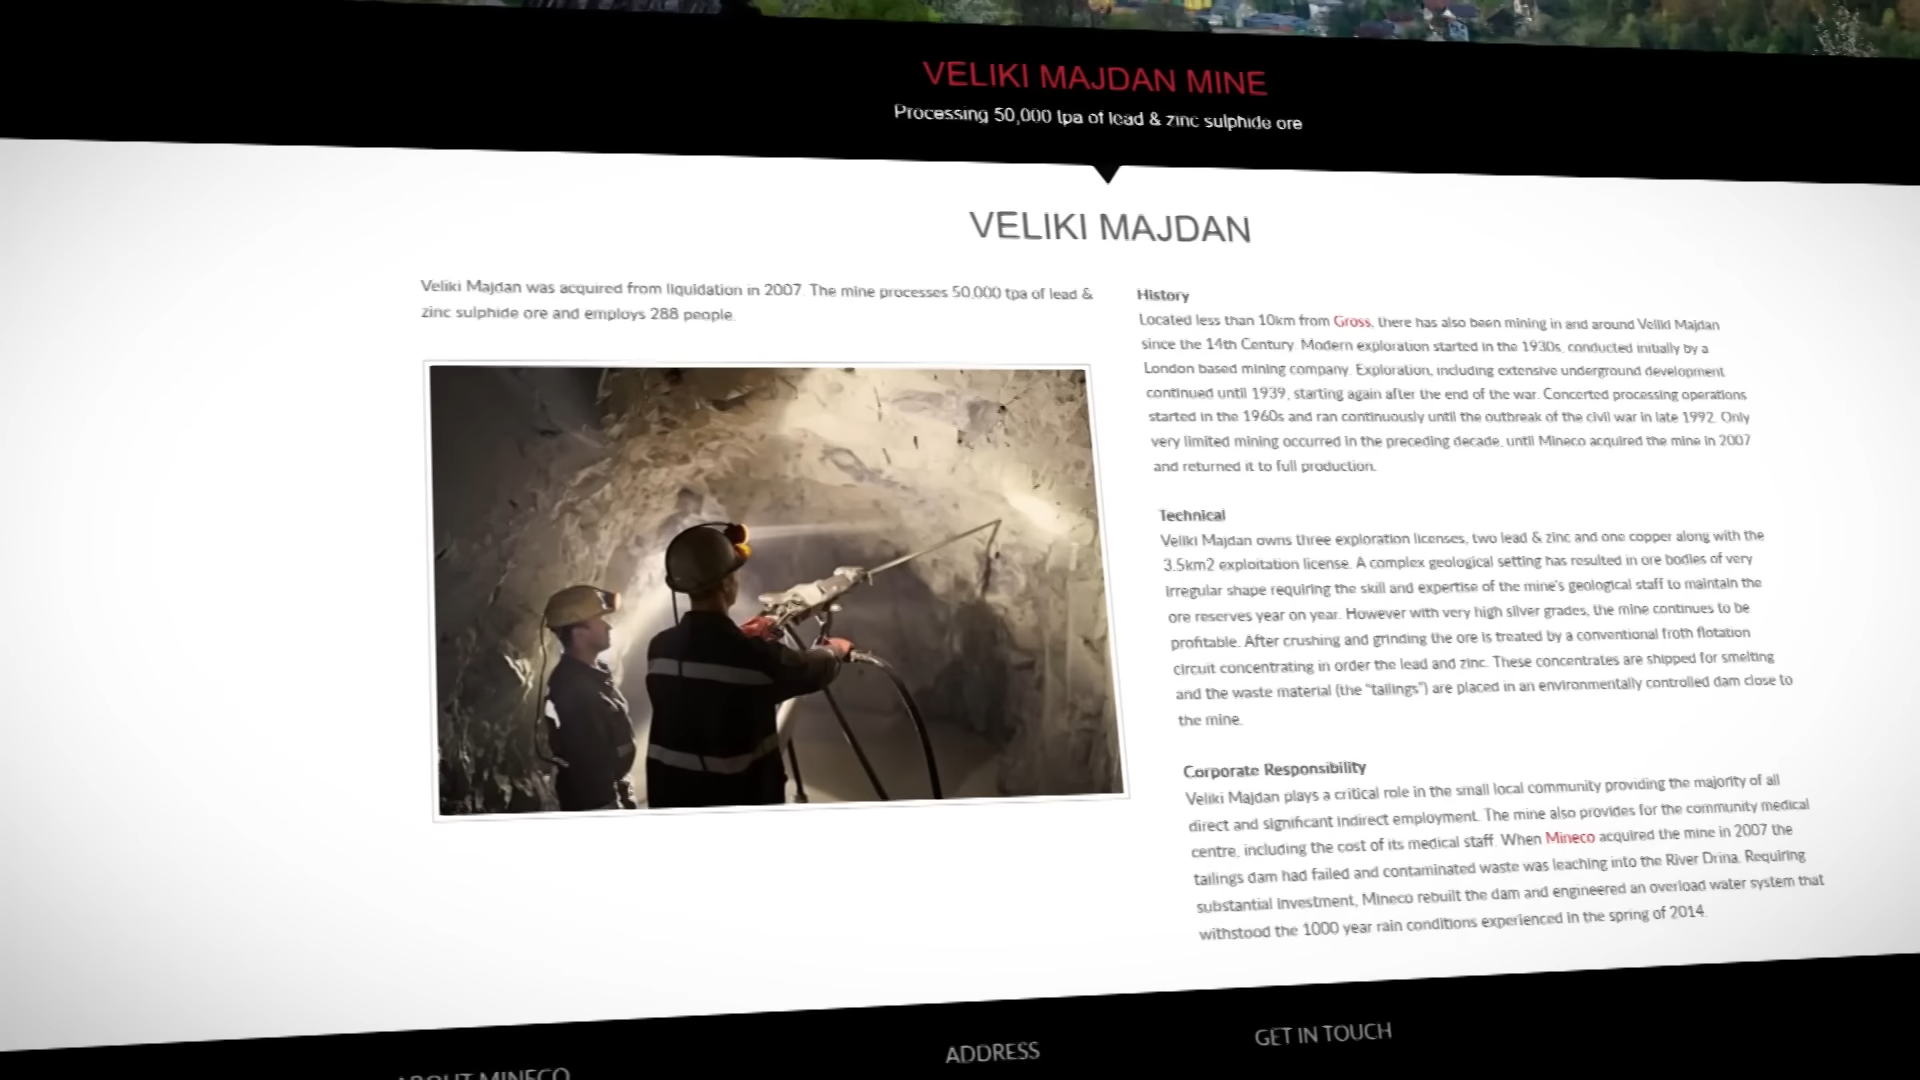 VELIKI MAJDAN MINE
Processing 50,000 tpa of lead & zinc sulphide ore
VELIKI MAJDAN
Veliki Majdan was acquired from liquidation in 2007. The mine processes 50,000 tpa of lead &
zinc sulphide ore and employs 288 people.
History
Located less than 10km from Gross, there has also been mining in and around Veliki Majdan
since the 14th Century. Modern exploration started in the 1930s, conducted initially by a
London based mining company. Exploration, including extensive underground development
continued until 1939, starting again after the end of the war. Concerted processing operations
started in the 1960s and ran continuously until the outbreak of the civil war in late 1992. Only
very limited mining occurred in the preceding decade, until Mineco acquired the mine in 2007
and returned it to full production.
Technical
Veliki Majdan owns three exploration licenses, two lead & zinc and one copper along with the
3.5km2 exploitation license. A complex geological setting has resulted in ore bodies of very
irregular shape requiring the skill and expertise of the mine's geological staff to maintain the
ore reserves year on year. However with very high silver grades, the mine continues to be
profitable. After crushing and grinding the ore is treated by a conventional froth flotation
circuit concentrating in order the lead and zinc. These concentrates are shipped for smelting
and the waste material (the "tailings") are placed in an environmentally controlled dam close to
the mine.
Corporate Responsibility
Veliki Majdan plays a critical role in the small local community providing the majority of all
direct and significant indirect employment. The mine also provides for the community medical
centre, including the cost of its medical staff. When Mineco acquired the mine in 2007 the
tailings dam had failed and contaminated waste was leaching into the River Drina. Requiring
substantial investment, Mineco rebuilt the dam and engineered an overload water system that
withstood the 1000 year rain conditions experienced in the spring of 2014.
ABOUT MINECO
ADDRESS
GET IN TOUCH